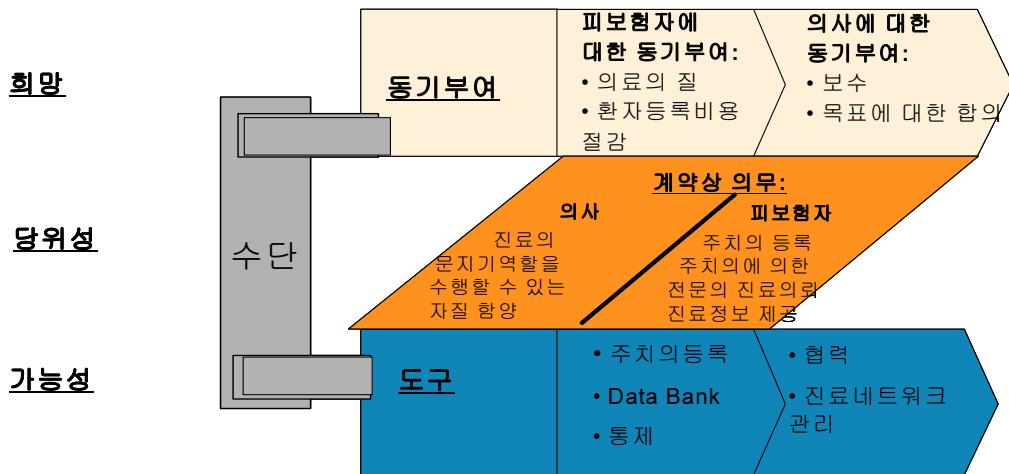 희망
동기부여
피보험자에
대한 동기부여:
• 의료의 질
• 환자등록비용
절감
의사에 대한
동기부여:
• 보수
• 목표에 대한 합의
당위성
수단
계약상 의무:
의사
진료의
문지기역할을
수행할 수 있는
자질 함양
피보험자
주치의 등록
주치의에 의한
전문의 진료의뢰
진료정보 제공
가능성
도구
• 주치의등록
• Data Bank
• 통제
• 협력
• 진료네트워크
관리